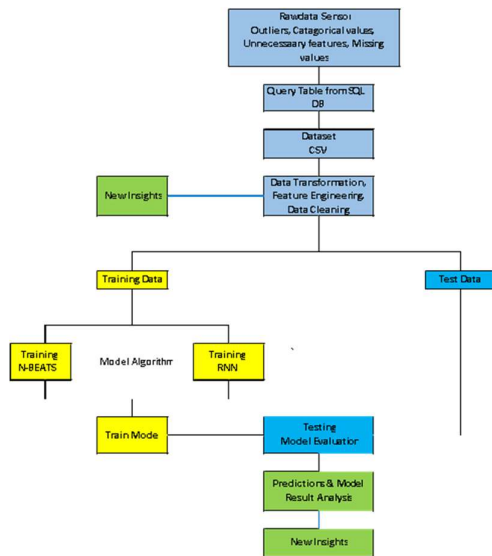 Rawdata Sensor
Outliers, Catagorical values,
Unnecessaary features, Missing
values
Query Table from SQL
DB
Dataset
CSV
New Insights
Data Transformation,
Feature Engineering,
Data Cleaning
Training Data
Test Data
Training
N-BEATS
Model Algorithm
Training
RNN
Train Mode
Testing
Model Evaluation
Predictions & Model
Result Analysis
New Insights